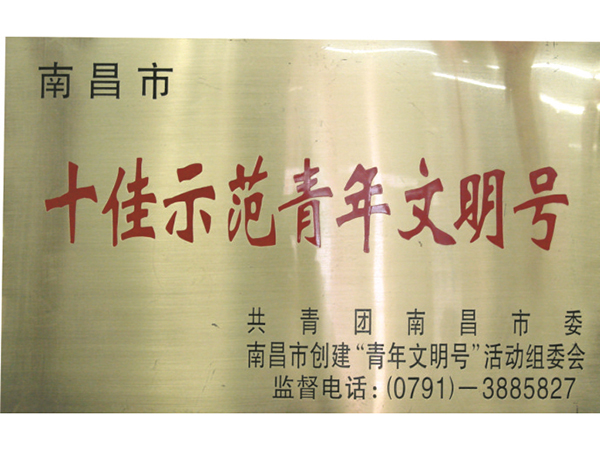 南昌市
十佳示范青年文明号
共青团南昌市委
南昌市创建“青年文明号”活动组委会
监督电话：(0791)－3885827